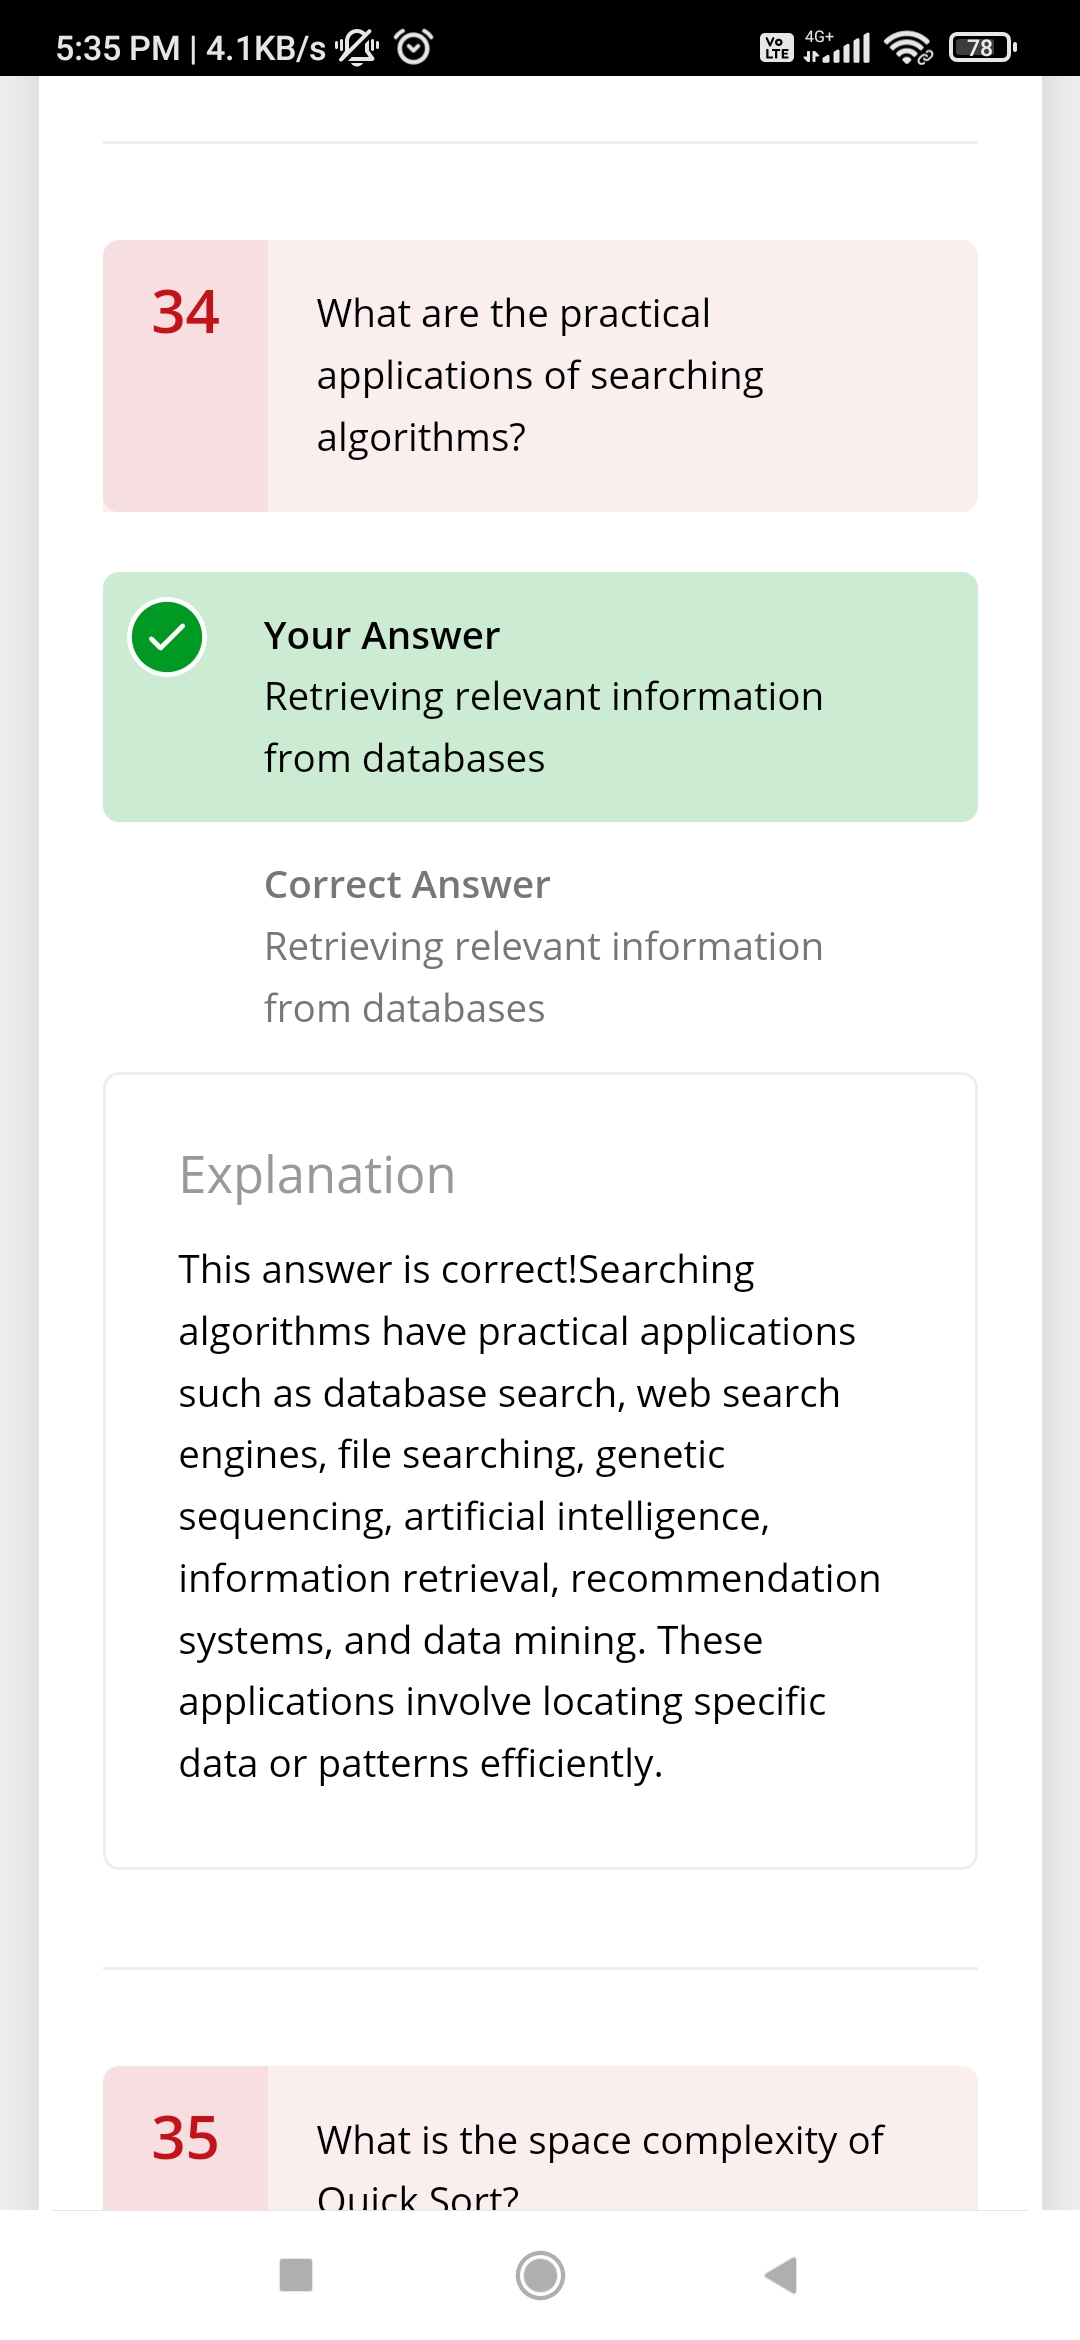 5:35 PM | 4.1KB/s
Vo LTE 4G+ 78
34
What are the practical
applications of searching
algorithms?
Your Answer
Retrieving relevant information
from databases
Correct Answer
Retrieving relevant information
from databases
Explanation
This answer is correct!Searching
algorithms have practical applications
such as database search, web search
engines, file searching, genetic
sequencing, artificial intelligence,
information retrieval, recommendation
systems, and data mining. These
applications involve locating specific
data or patterns efficiently.
35
What is the space complexity of
Quick Sort?